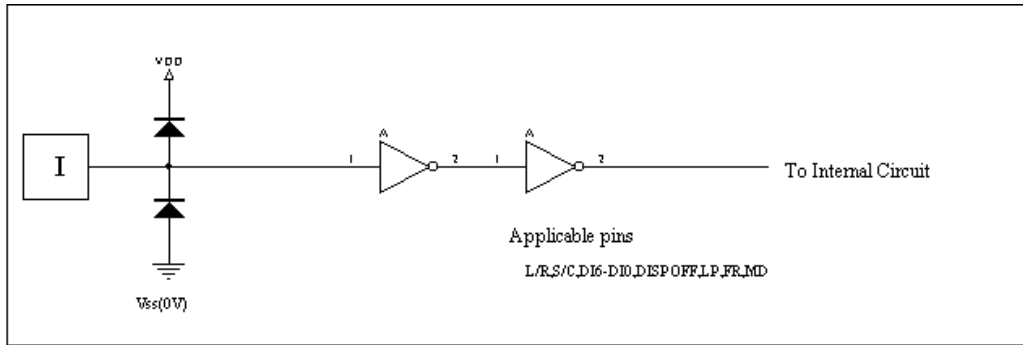 VDD
A
A
I
1
2
1
2
To Internal Circuit
Applicable pins
L/R,S/C,DI6-DI0,DISPOFF,LP,FR,MD
Vss(0V)